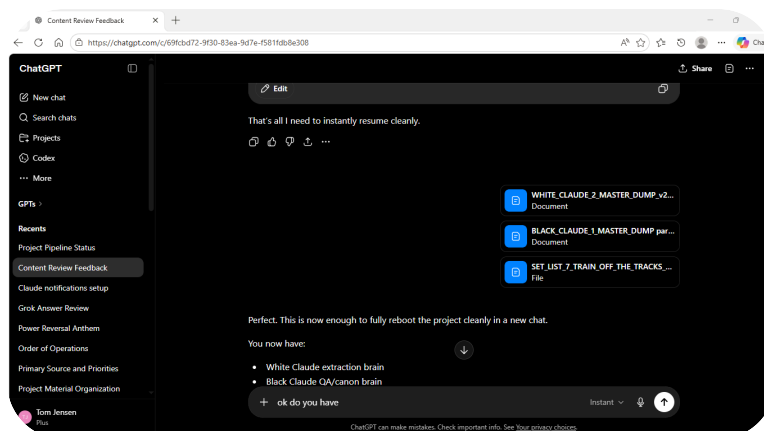 Content Review Feedback
https://chatgpt.com/c/69fcbd72-9f30-83ea-9d7e-f581fdb8e308
Cha
ChatGPT
Share
New chat
Search chats
Projects
Codex
More
GPTs
Recents
Project Pipeline Status
Content Review Feedback
Claude notifications setup
Grok Answer Review
Power Reversal Anthem
Order of Operations
Primary Source and Priorities
Project Material Organization
Tom Jensen
Plus
Edit
That's all I need to instantly resume cleanly.
WHITE_CLAUDE_2_MASTER_DUMP_v2...
Document
BLACK_CLAUDE_1_MASTER_DUMP par...
Document
SET_LIST_7_TRAIN_OFF_THE_TRACKS_...
File
Perfect. This is now enough to fully reboot the project cleanly in a new chat.
You now have:
• White Claude extraction brain
• Black Claude QA/canon brain
ok do you have
Instant
ChatGPT can make mistakes. Check important info. See Your privacy choices.